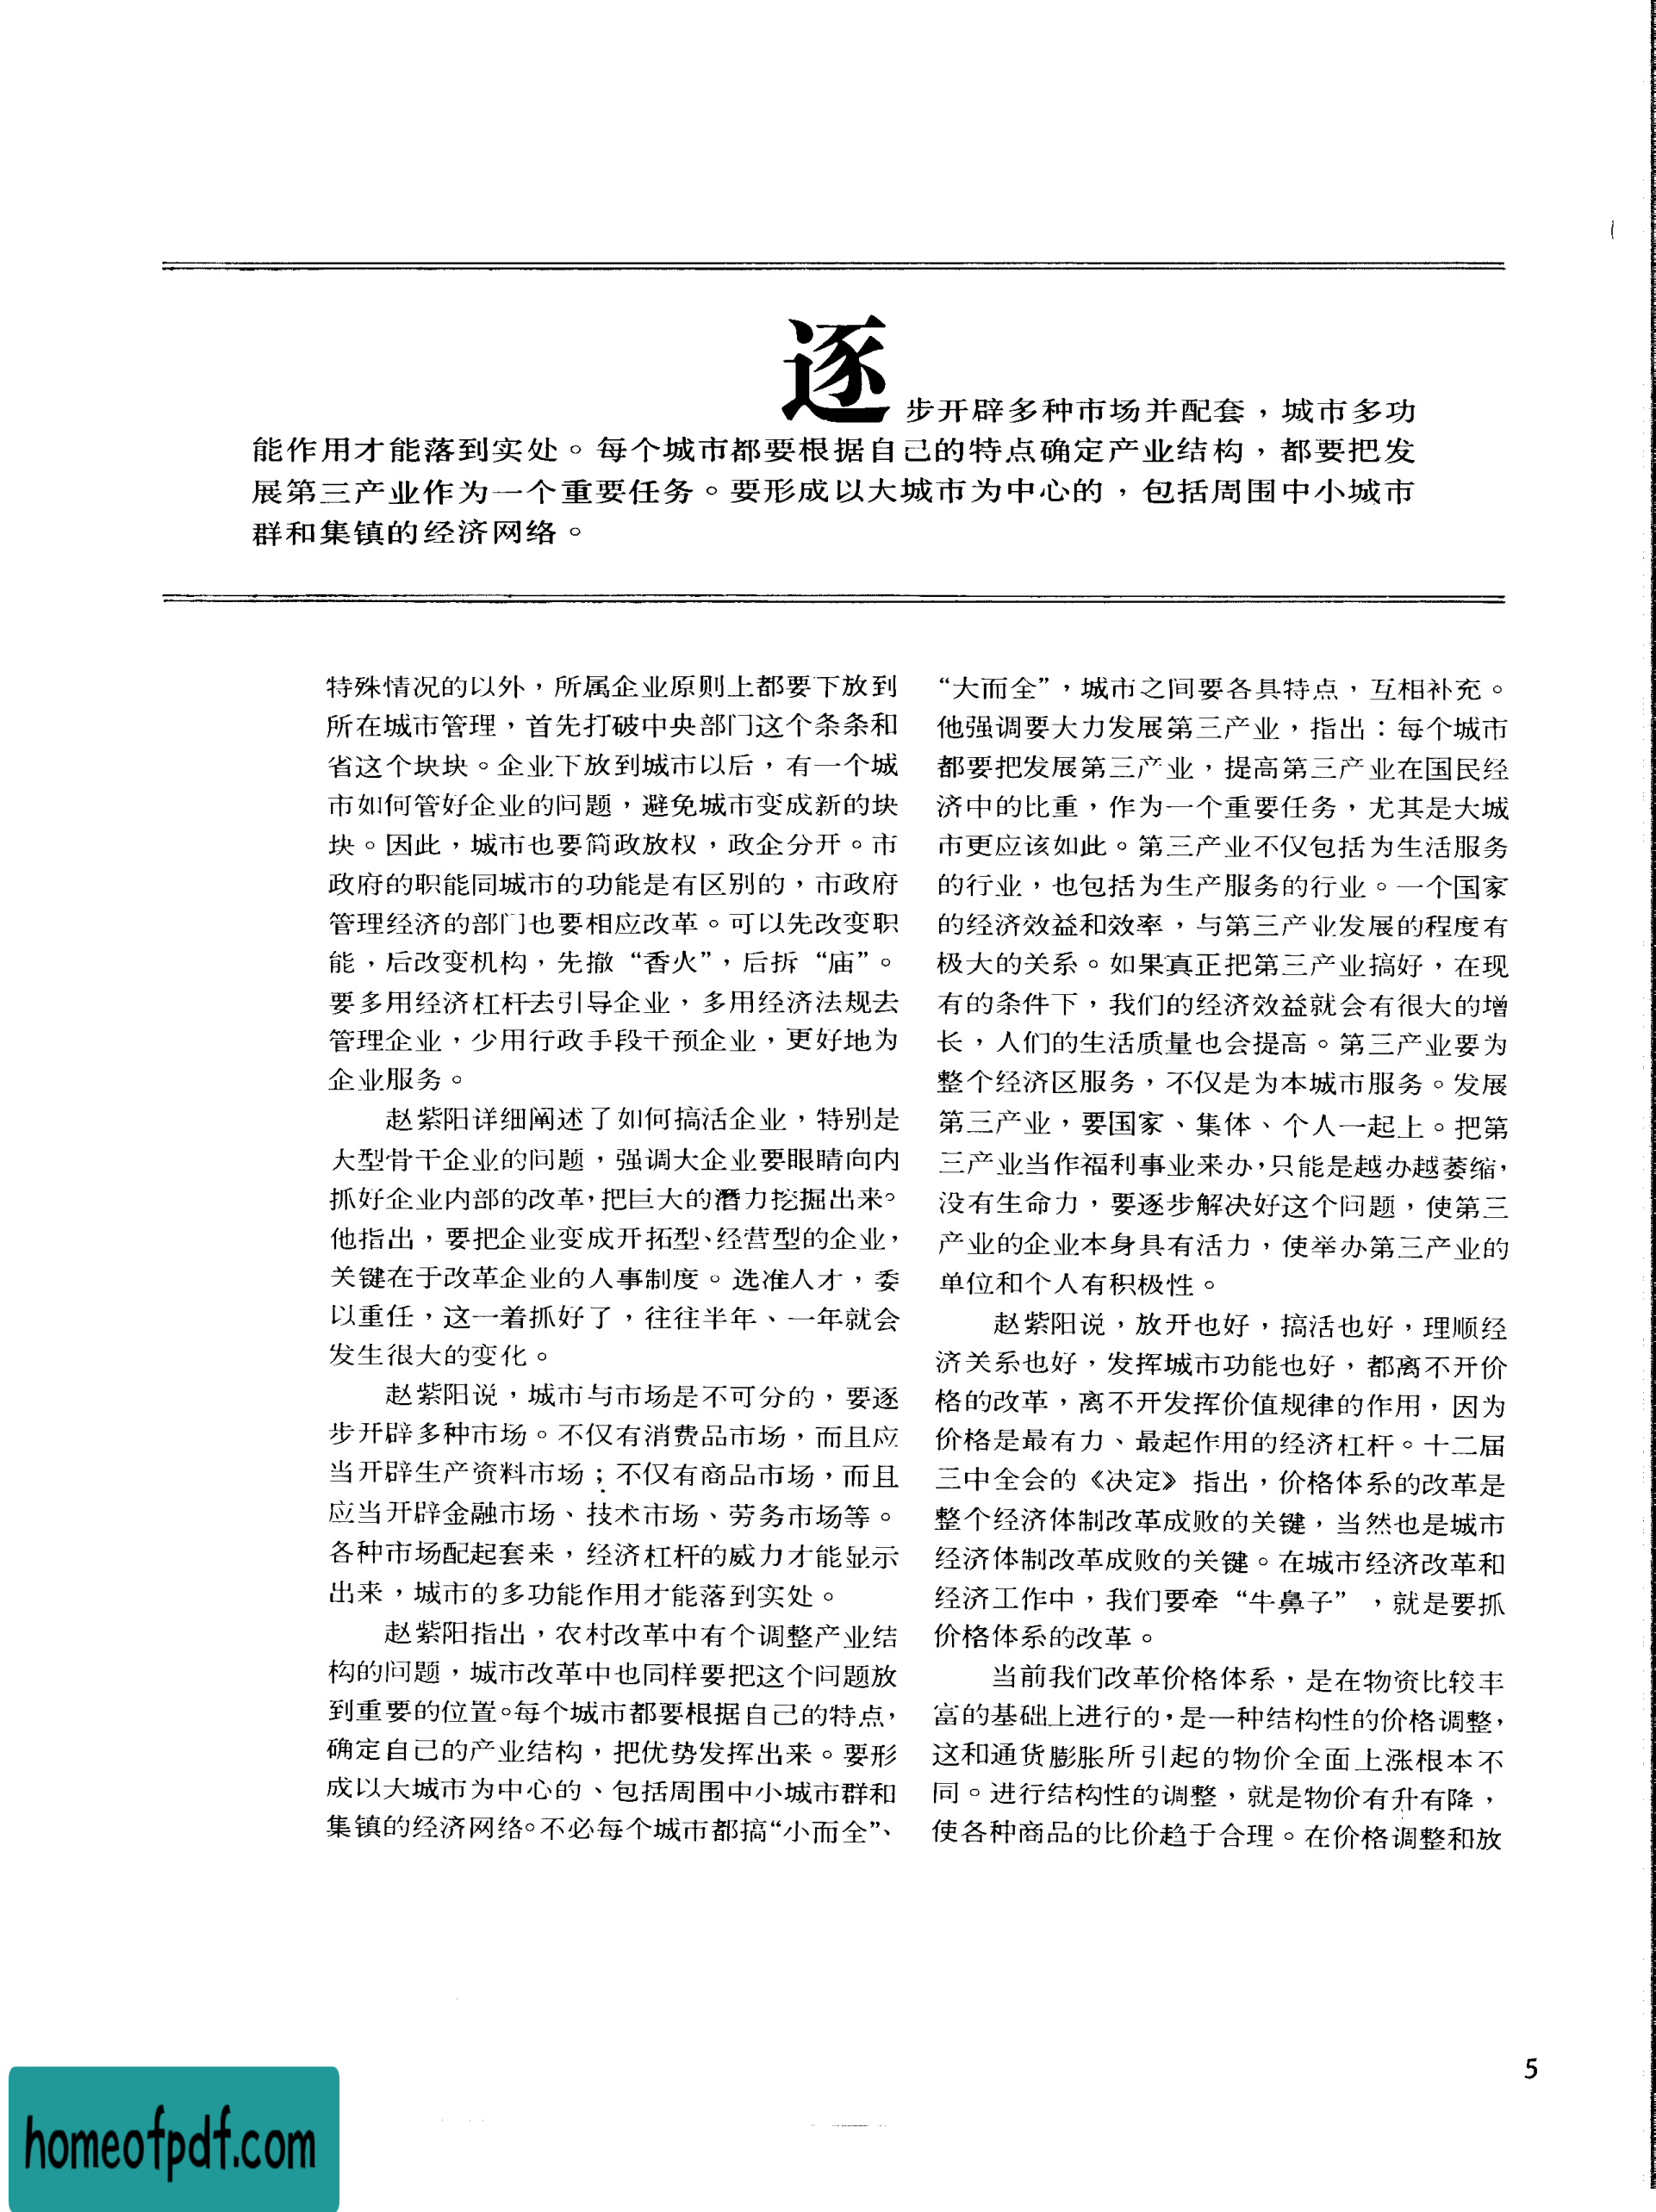 逐步开辟多种市场并配套，城市多功
能作用才能落到实处。每个城市都要根据自己的特点确定产业结构，都要把发
展第三产业作为一个重要任务。要形成以大城市为中心的，包括周围中小城市
群和集镇的经济网络。
特殊情况的以外，所属企业原则上都要下放到
所在城市管理，首先打破中央部门这个条条和
省这个块块。企业下放到城市以后，有一个城
市如何管好企业的问题，避免城市变成新的块
块。因此，城市也要简政放权，政企分开。市
政府的职能同城市的功能是有区别的，市政府
管理经济的部门也要相应改革。可以先改变职
能，后改变机构，先撤“香火”，后拆“庙”。
要多用经济杠杆去引导企业，多用经济法规去
管理企业，少用行政手段干预企业，更好地为
企业服务。
赵紫阳详细阐述了如何搞活企业，特别是
大型骨干企业的问题，强调大企业要眼睛向内
抓好企业内部的改革，把巨大的潜力挖掘出来。
他指出，要把企业变成开拓型、经营型的企业，
关键在于改革企业的人事制度。选准人才，委
以重任，这一着抓好了，往往半年、一年就会
发生很大的变化。
赵紫阳说，城市与市场是不可分的，要逐
步开辟多种市场。不仅有消费品市场，而且应
当开辟生产资料市场；不仅有商品市场，而且
应当开辟金融市场、技术市场、劳务市场等。
各种市场配起套来，经济杠杆的威力才能显示
出来，城市的多功能作用才能落到实处。
赵紫阳指出，农村改革中有个调整产业结
构的问题，城市改革中也同样要把这个问题放
到重要的位置。每个城市都要根据自己的特点，
确定自己的产业结构，把优势发挥出来。要形
成以大城市为中心的、包括周围中小城市群和
集镇的经济网络。不必每个城市都搞“小而全”、
“大而全”，城市之间要各具特点，互相补充。
他强调要大力发展第三产业，指出：每个城市
都要把发展第三产业，提高第三产业在国民经
济中的比重，作为一个重要任务，尤其是大城
市更应该如此。第三产业不仅包括为生活服务
的行业，也包括为生产服务的行业。一个国家
的经济效益和效率，与第三产业发展的程度有
极大的关系。如果真正把第三产业搞好，在现
有的条件下，我们的经济效益就会有很大的增
长，人们的生活质量也会提高。第三产业要为
整个经济区服务，不仅是为本城市服务。发展
第三产业，要国家、集体、个人一起上。把第
三产业当作福利事业来办，只能是越办越萎缩，
没有生命力，要逐步解决好这个问题，使第三
产业的企业本身具有活力，使举办第三产业的
单位和个人有积极性。
赵紫阳说，放开也好，搞活也好，理顺经
济关系也好，发挥城市功能也好，都离不开价
格的改革，离不开发挥价值规律的作用，因为
价格是最有力、最起作用的经济杠杆。十二届
三中全会的《决定》指出，价格体系的改革是
整个经济体制改革成败的关键，当然也是城市
经济体制改革成败的关键。在城市经济改革和
经济工作中，我们要牵“牛鼻子”，就是要抓
价格体系的改革。
当前我们改革价格体系，是在物资比较丰
富的基础上进行的，是一种结构性的价格调整，
这和通货膨胀所引起的物价全面上涨根本不
同。进行结构性的调整，就是物价有升有降，
使各种商品的比价趋于合理。在价格调整和放
5
homeofpdf.com